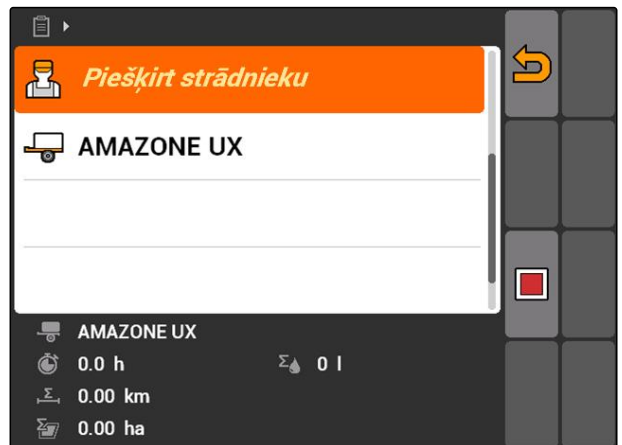 Piešķirt strādnieku
AMAZONE UX
AMAZONE UX
0.0 h Σ 0 l
Σ 0.00 km
Σ 0.00 ha